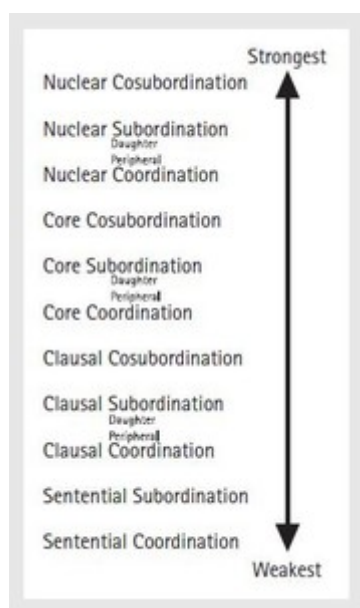 Strongest
Nuclear Cosubordination
Nuclear Subordination
Daughter
Peripheral
Nuclear Coordination
Core Cosubordination
Core Subordination
Daughter
Peripheral
Core Coordination
Clausal Cosubordination
Clausal Subordination
Daughter
Peripheral
Clausal Coordination
Sentential Subordination
Sentential Coordination
Weakest